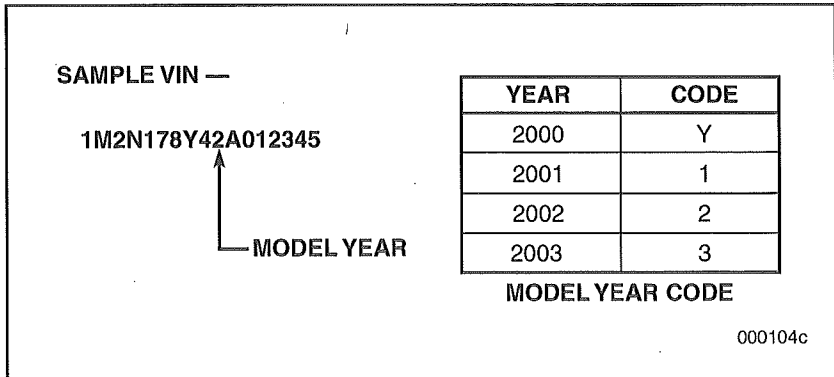 SAMPLE VIN —
1M2N178Y42A012345
MODEL YEAR
YEAR CODE
2000 Y
2001 1
2002 2
2003 3
MODEL YEAR CODE
000104c